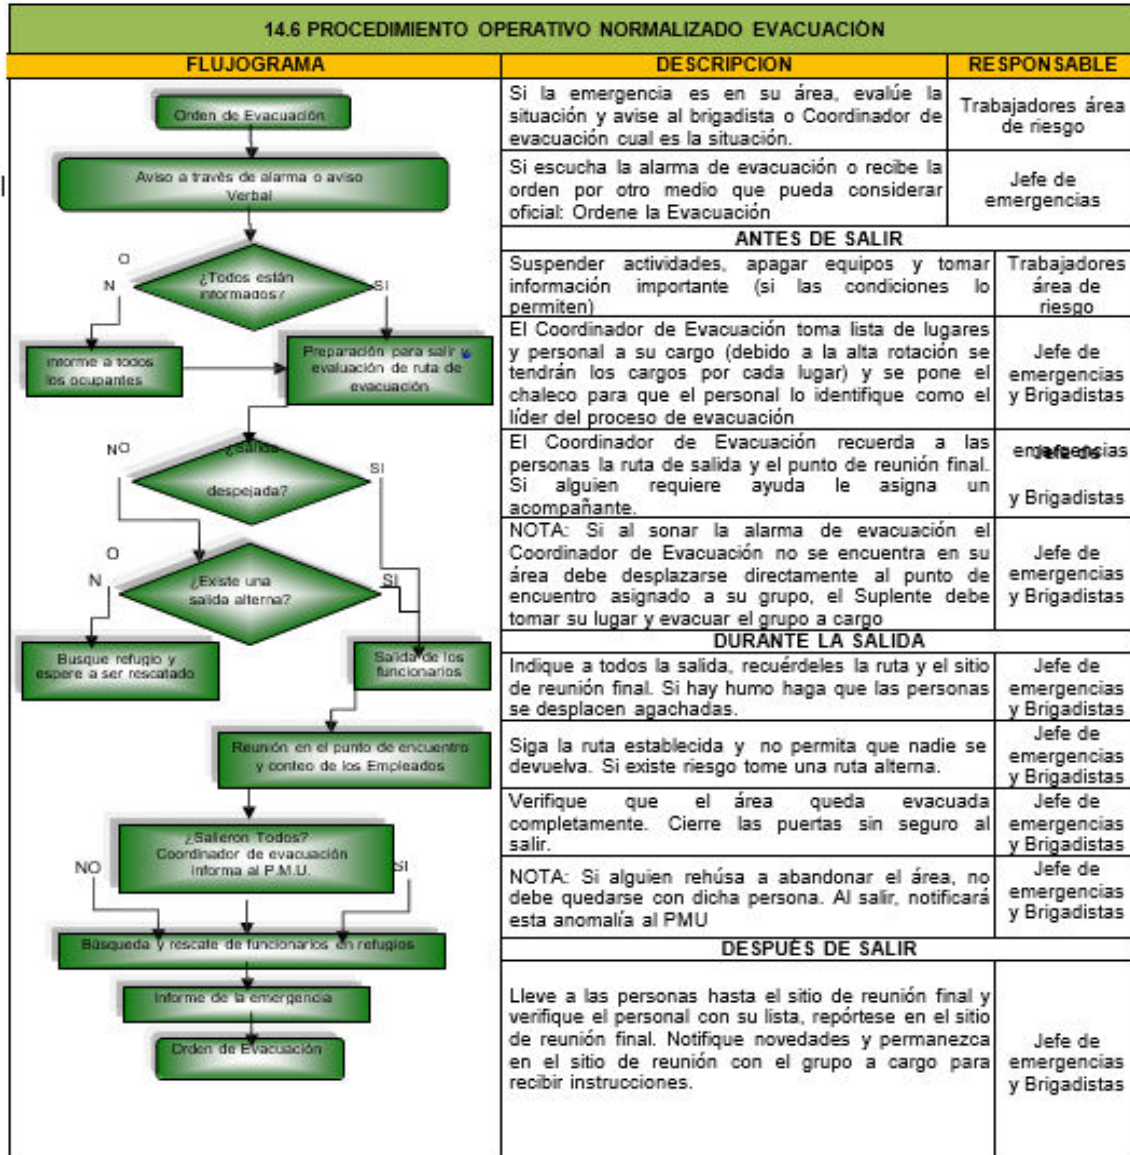 14.6 PROCEDIMIENTO OPERATIVO NORMALIZADO EVACUACIÓN
FLUJOGRAMA
DESCRIPCION
RESPONSABLE
Orden de Evacuación
Aviso a través de alarma o aviso
Verbal
¿Todos están
informados?
O
N
SI
Informe a todos
los ocupantes
Preparación para salir y
evaluación de ruta de
evacuación
¿Salida
despejada?
NO
SI
¿Existe una
salida alterna?
O
N
SI
Busque refugio y
espere a ser rescatado
Salida de los
funcionarios
Reunión en el punto de encuentro
y conteo de los Empleados
¿Salieron Todos?
Coordinador de evacuación
informa al P.M.U.
NO
SI
Búsqueda y rescate de funcionarios en refugios
Informe de la emergencia
Orden de Evacuación
Si la emergencia es en su área, evalúe la
situación y avise al brigadista o Coordinador de
evacuación cual es la situación.
Trabajadores área
de riesgo
Si escucha la alarma de evacuación o recibe la
orden por otro medio que pueda considerar
oficial: Ordene la Evacuación
Jefe de
emergencias
ANTES DE SALIR
Suspender actividades, apagar equipos y tomar
información importante (si las condiciones lo
permiten)
Trabajadores
área de
riesgo
El Coordinador de Evacuación toma lista de lugares
y personal a su cargo (debido a la alta rotación se
tendrán los cargos por cada lugar) y se pone el
chaleco para que el personal lo identifique como el
líder del proceso de evacuación
Jefe de
emergencias
y Brigadistas
El Coordinador de Evacuación recuerda a las
personas la ruta de salida y el punto de reunión final.
Si alguien requiere ayuda le asigna un
acompañante.
Jefe de
emergencias
y Brigadistas
NOTA: Si al sonar la alarma de evacuación el
Coordinador de Evacuación no se encuentra en su
área debe desplazarse directamente al punto de
encuentro asignado a su grupo, el Suplente debe
tomar su lugar y evacuar el grupo a cargo
Jefe de
emergencias
y Brigadistas
DURANTE LA SALIDA
Indique a todos la salida, recuérdeles la ruta y el sitio
de reunión final. Si hay humo haga que las personas
se desplacen agachadas.
Jefe de
emergencias
y Brigadistas
Siga la ruta establecida y no permita que nadie se
devuelva. Si existe riesgo tome una ruta alterna.
Jefe de
emergencias
y Brigadistas
Verifique que el área queda evacuada
completamente. Cierre las puertas sin seguro al
salir.
Jefe de
emergencias
y Brigadistas
NOTA: Si alguien rehúsa a abandonar el área, no
debe quedarse con dicha persona. Al salir, notificará
esta anomalía al PMU
Jefe de
emergencias
y Brigadistas
DESPUÉS DE SALIR
Lleve a las personas hasta el sitio de reunión final y
verifique el personal con su lista, repórtese en el sitio
de reunión final. Notifique novedades y permanezca
en el sitio de reunión con el grupo a cargo para
recibir instrucciones.
Jefe de
emergencias
y Brigadistas